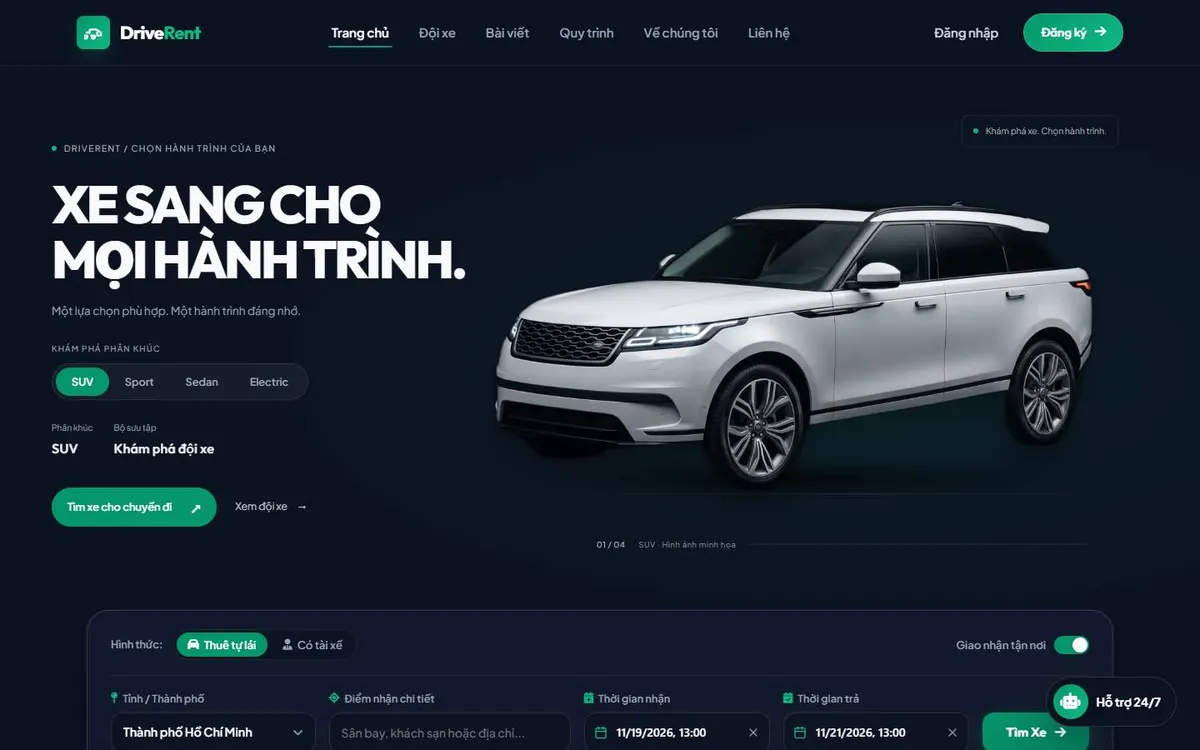 DriveRent
Trang chủ
Đội xe
Bài viết
Quy trình
Về chúng tôi
Liên hệ
Đăng nhập
Đăng ký →
Khám phá xe. Chọn hành trình.
DRIVERENT / CHỌN HÀNH TRÌNH CỦA BẠN
XE SANG CHO
MỌI HÀNH TRÌNH.
Một lựa chọn phù hợp. Một hành trình đáng nhớ.
KHÁM PHÁ PHÂN KHÚC
SUV
Sport
Sedan
Electric
Phân khúc
Bộ sưu tập
SUV
Khám phá đội xe
Tìm xe cho chuyến đi ↗
Xem đội xe →
01 / 04
SUV · Hình ảnh minh họa
Hình thức:
Thuê tự lái
Có tài xế
Giao nhận tận nơi
Tỉnh / Thành phố
Điểm nhận chi tiết
Thời gian nhận
Thời gian trả
Hỗ trợ 24/7
Thành phố Hồ Chí Minh
Sân bay, khách sạn hoặc địa chỉ...
11/19/2026, 13:00
11/21/2026, 13:00
Tìm Xe →